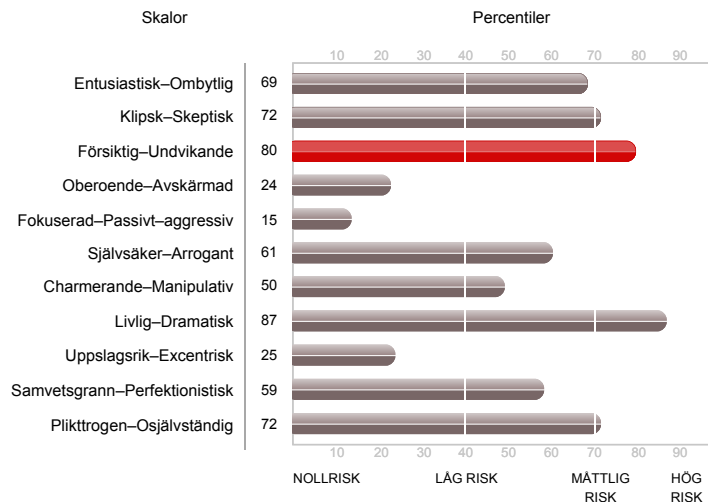 Skalor Percentiler
10 20 30 40 50 60 70 80 90
Entusiastisk–Ombytlig 69
Klipsk–Skeptisk 72
Försiktig–Undvikande 80
Oberoende–Avskärmad 24
Fokuserad–Passivt–aggressiv 15
Självsäker–Arrogant 61
Charmerande–Manipulativ 50
Livlig–Dramatisk 87
Uppslagsrik–Excentrisk 25
Samvetsgrann–Perfektionistisk 59
Plikttrogen–Osjälvständig 72
10 20 30 40 50 60 70 80 90
NOLLRISK LÅG RISK MÅTTLIG HÖG
RISK RISK